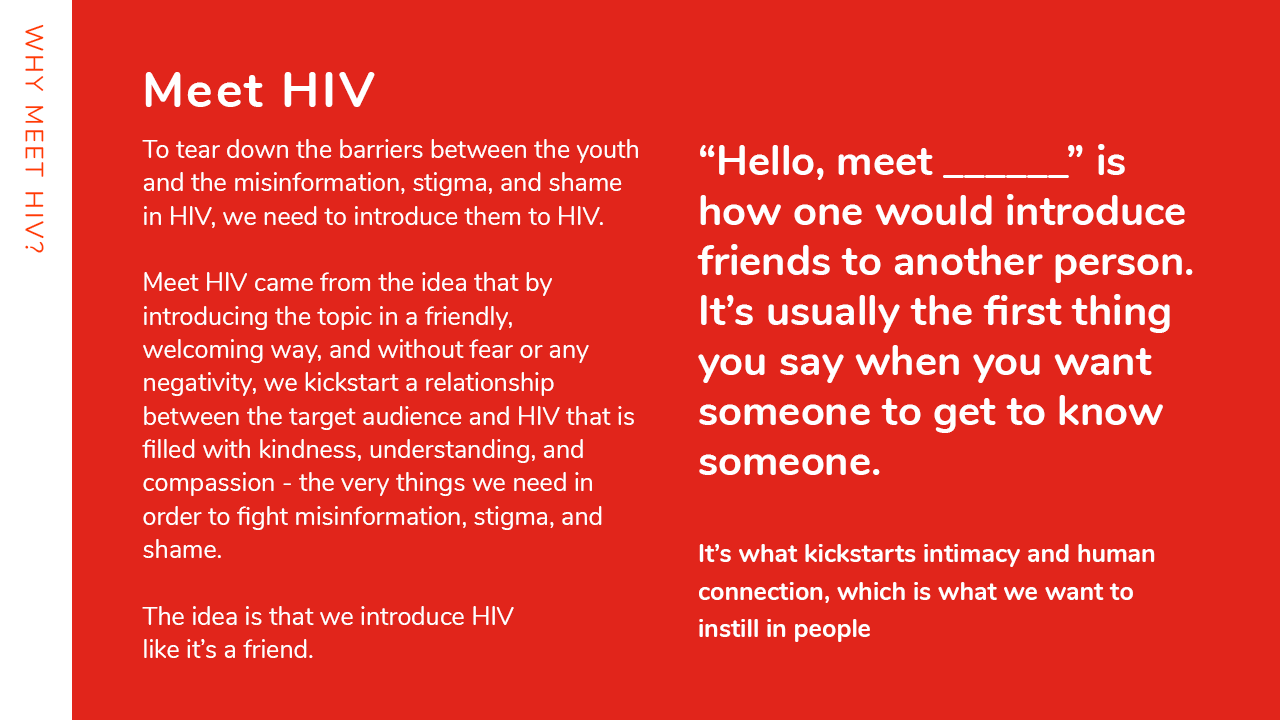 WHY MEET HIV?
Meet HIV
To tear down the barriers between the youth
and the misinformation, stigma, and shame
in HIV, we need to introduce them to HIV.
Meet HIV came from the idea that by
introducing the topic in a friendly,
welcoming way, and without fear or any
negativity, we kickstart a relationship
between the target audience and HIV that is
filled with kindness, understanding, and
compassion - the very things we need in
order to fight misinformation, stigma, and
shame.
The idea is that we introduce HIV
like it’s a friend.
“Hello, meet ______” is
how one would introduce
friends to another person.
It’s usually the first thing
you say when you want
someone to get to know
someone.
It’s what kickstarts intimacy and human
connection, which is what we want to
instill in people